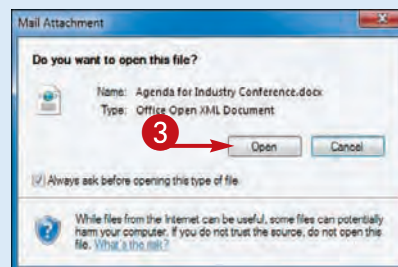 Mail Attachment
Do you want to open this file?
Name: Agenda for Industry Conference.docx
Type: Office Open XML Document
3
Open Cancel
Always ask before opening this type of file
While files from the Internet can be useful, some files can potentially
harm your computer. If you do not trust the source, do not open this
file. What's the risk?